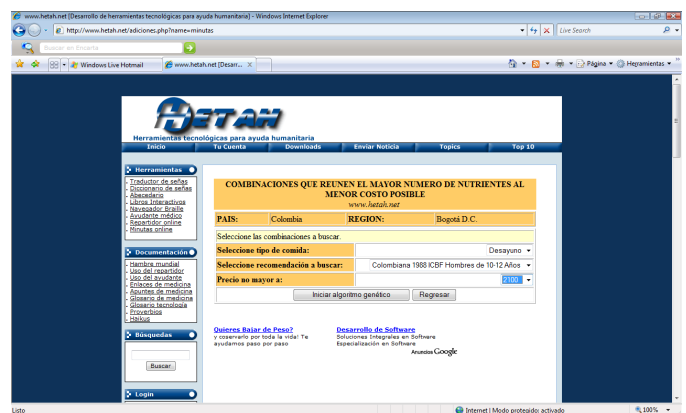 www.hetah.net [Desarrollo de herramientas tecnológicas para ayuda humanitaria] - Windows Internet Explorer
http://www.hetah.net/adiciones.php?name=minutas
Live Search
Buscar en Encarta
Windows Live Hotmail
www.hetah.net [Desarr...
Página
Herramientas
HETAH
Herramientas tecnológicas para ayuda humanitaria
Inicio Tu Cuenta Downloads Enviar Noticia Topics Top 10
Herramientas
Traductor de señas
Diccionario de señas
Abecedario
Libros Interactivos
Navegador Braille
Ayudante médico
Repartidor online
Minutas online
Documentación
Hambre mundial
Uso del repartidor
Uso del ayudante
Enlaces de medicina
Apuntes de medicina
Glosario de medicina
Glosario tecnología
Proverbios
Haikus
Búsquedas
Buscar
Login
COMBINACIONES QUE REUNEN EL MAYOR NUMERO DE NUTRIENTES AL
MENOR COSTO POSIBLE
www.hetah.net
PAIS: Colombia REGION: Bogotá D.C.
Seleccione las combinaciones a buscar.
Seleccione tipo de comida: Desayuno
Seleccione recomendación a buscar: Colombiana 1988 ICBF Hombres de 10-12 Años
Precio no mayor a: 2100
Iniciar algoritmo genético Regresar
Quieres Bajar de Peso?
y coservarlo por toda la vida! Te
ayudamos paso por paso
Desarrollo de Software
Soluciones Integrales en Software
Especialización en Software
Anuncios Google
Listo
Internet | Modo protegido: activado
100%